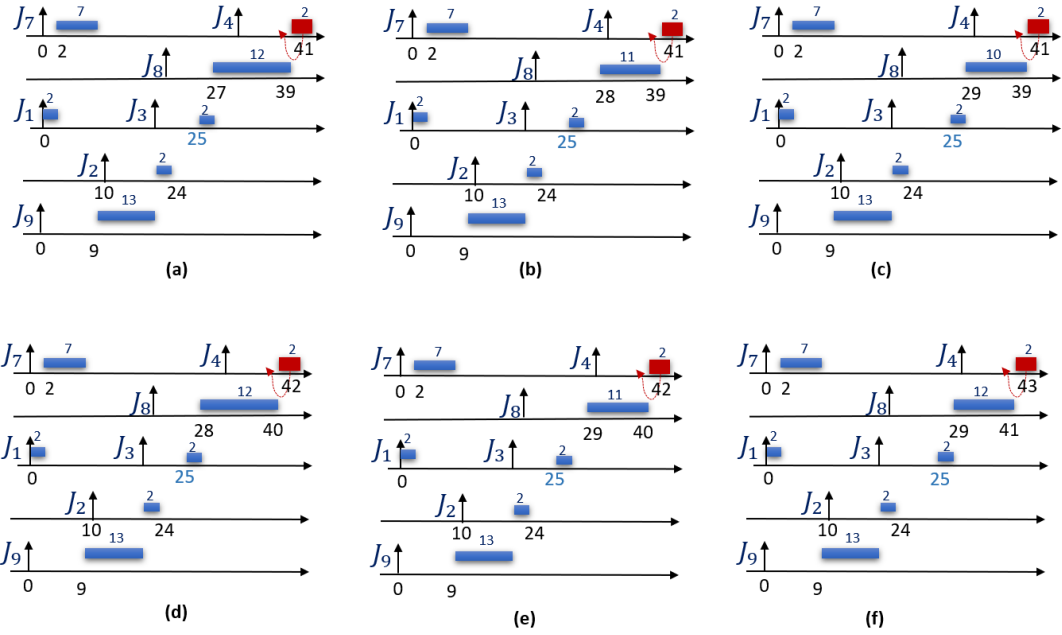 J7 7 J4 2
0 2 41
J8 12
27 39
J1 2 J3 2
0 25
J2 2
10 24
J9 13
0 9
(a)
J7 7 J4 2
0 2 41
J8 11
28 39
J1 2 J3 2
0 25
J2 2
10 24
J9 13
0 9
(b)
J7 7 J4 2
0 2 41
J8 10
29 39
J1 2 J3 2
0 25
J2 2
10 24
J9 13
0 9
(c)
J7 7 J4 2
0 2 42
J8 12
28 40
J1 2 J3 2
0 25
J2 2
10 24
J9 13
0 9
(d)
J7 7 J4 2
0 2 42
J8 11
29 40
J1 2 J3 2
0 25
J2 2
10 24
J9 13
0 9
(e)
J7 7 J4 2
0 2 43
J8 12
29 41
J1 2 J3 2
0 25
J2 2
10 24
J9 13
0 9
(f)